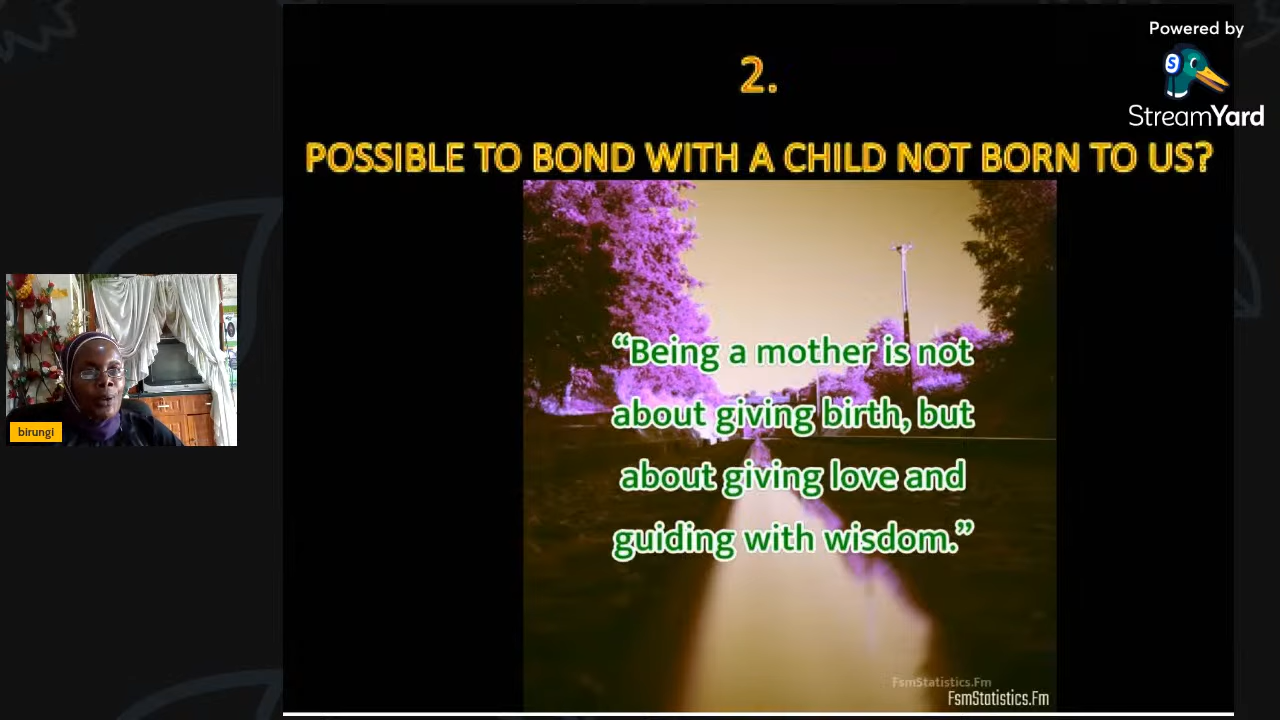 Powered by
StreamYard
2.
POSSIBLE TO BOND WITH A CHILD NOT BORN TO US?
“Being a mother is not
about giving birth, but
about giving love and
guiding with wisdom.”
birungi
FsmStatistics.Fm
FsmStatistics.Fm